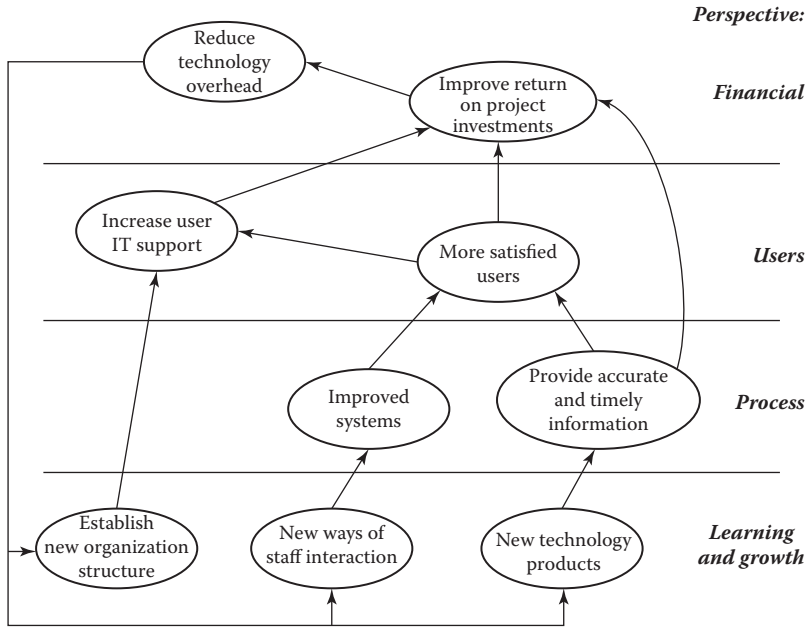 Perspective:
Reduce
technology
overhead
Improve return
on project
investments
Financial
Increase user
IT support
More satisfied
users
Users
Improved
systems
Provide accurate
and timely
information
Process
Establish
new organization
structure
New ways of
staff interaction
New technology
products
Learning
and growth